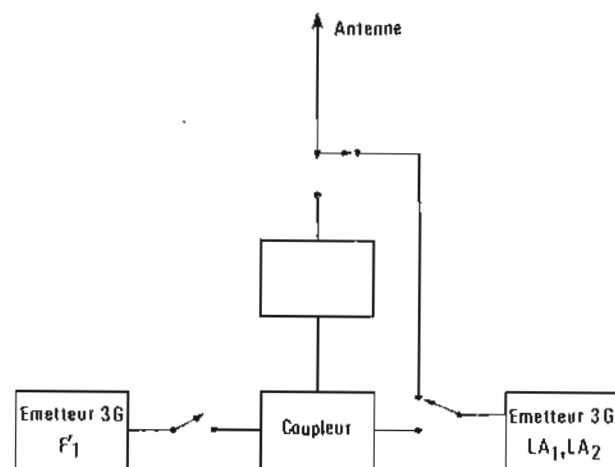 Antenne
Emetteur 3G
F'1
Coupleur
Emetteur 3G
LA1, LA2